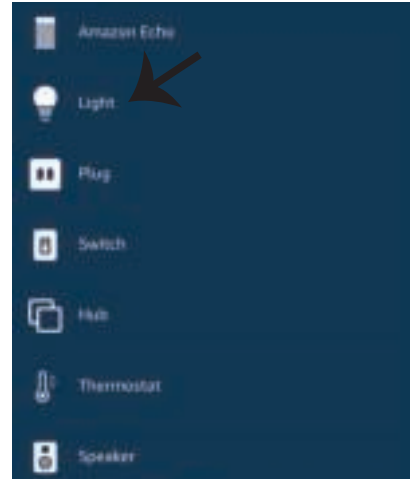 Amazon Echo
Light
Plug
Switch
Hub
Thermostat
Speaker